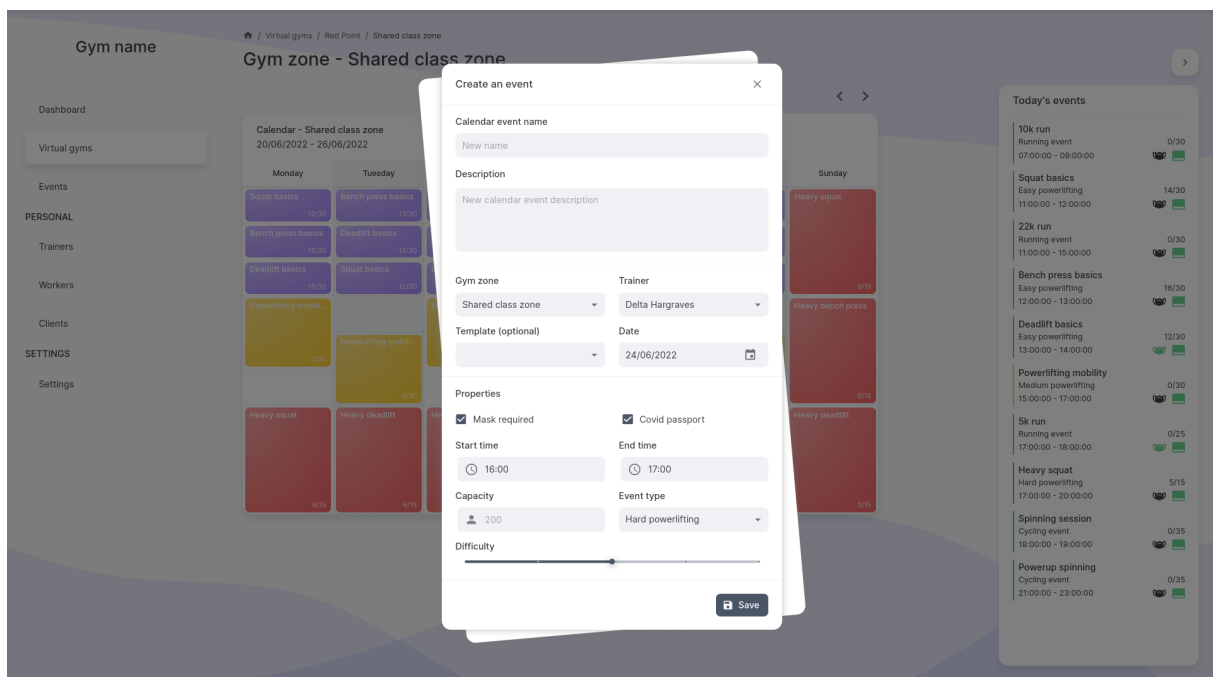 Gym name
Dashboard
Virtual gyms
Events
PERSONAL
Trainers
Workers
Clients
SETTINGS
Settings
/ Virtual gyms / Red Point / Shared class zone
Gym zone - Shared class zone
Calendar - Shared class zone
20/06/2022 - 26/06/2022
Monday
Tuesday
Sunday
Squat basics
12/30
Bench press basics
13/30
Bench press basics
15/30
Deadlift basics
12/30
Deadlift basics
15/30
Squat basics
12/30
Powerlifting mobili...
0/30
Powerlifting mobili...
0/30
Heavy squat
6/15
Heavy deadlift
6/15
Heavy squat
0/15
Heavy bench press
0/15
Heavy deadlift
0/15
Create an event
Calendar event name
New name
Description
New calendar event description
Gym zone
Trainer
Shared class zone
Delta Hargraves
Template (optional)
Date
24/06/2022
Properties
Mask required
Covid passport
Start time
End time
16:00
17:00
Capacity
Event type
200
Hard powerlifting
Difficulty
Save
Today's events
10k run
Running event 0/30
07:00:00 - 09:00:00
Squat basics
Easy powerlifting 14/30
11:00:00 - 12:00:00
22k run
Running event 0/30
11:00:00 - 15:00:00
Bench press basics
Easy powerlifting 16/30
12:00:00 - 13:00:00
Deadlift basics
Easy powerlifting 12/30
13:00:00 - 14:00:00
Powerlifting mobility
Medium powerlifting 0/30
15:00:00 - 17:00:00
5k run
Running event 0/25
17:00:00 - 18:00:00
Heavy squat
Hard powerlifting 5/15
17:00:00 - 20:00:00
Spinning session
Cycling event 0/35
18:00:00 - 19:00:00
Powerup spinning
Cycling event 0/35
21:00:00 - 23:00:00